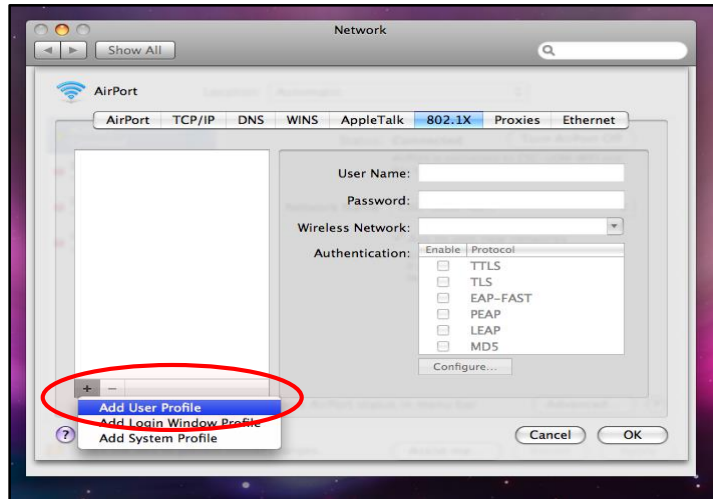 Network
Show All
AirPort
AirPort TCP/IP DNS WINS AppleTalk 802.1X Proxies Ethernet
User Name:
Password:
Wireless Network:
Authentication:
Enable Protocol
TTLS
TLS
EAP-FAST
PEAP
LEAP
MD5
Configure...
+ −
Add User Profile
Add Login Window Profile
Add System Profile
?
Cancel OK